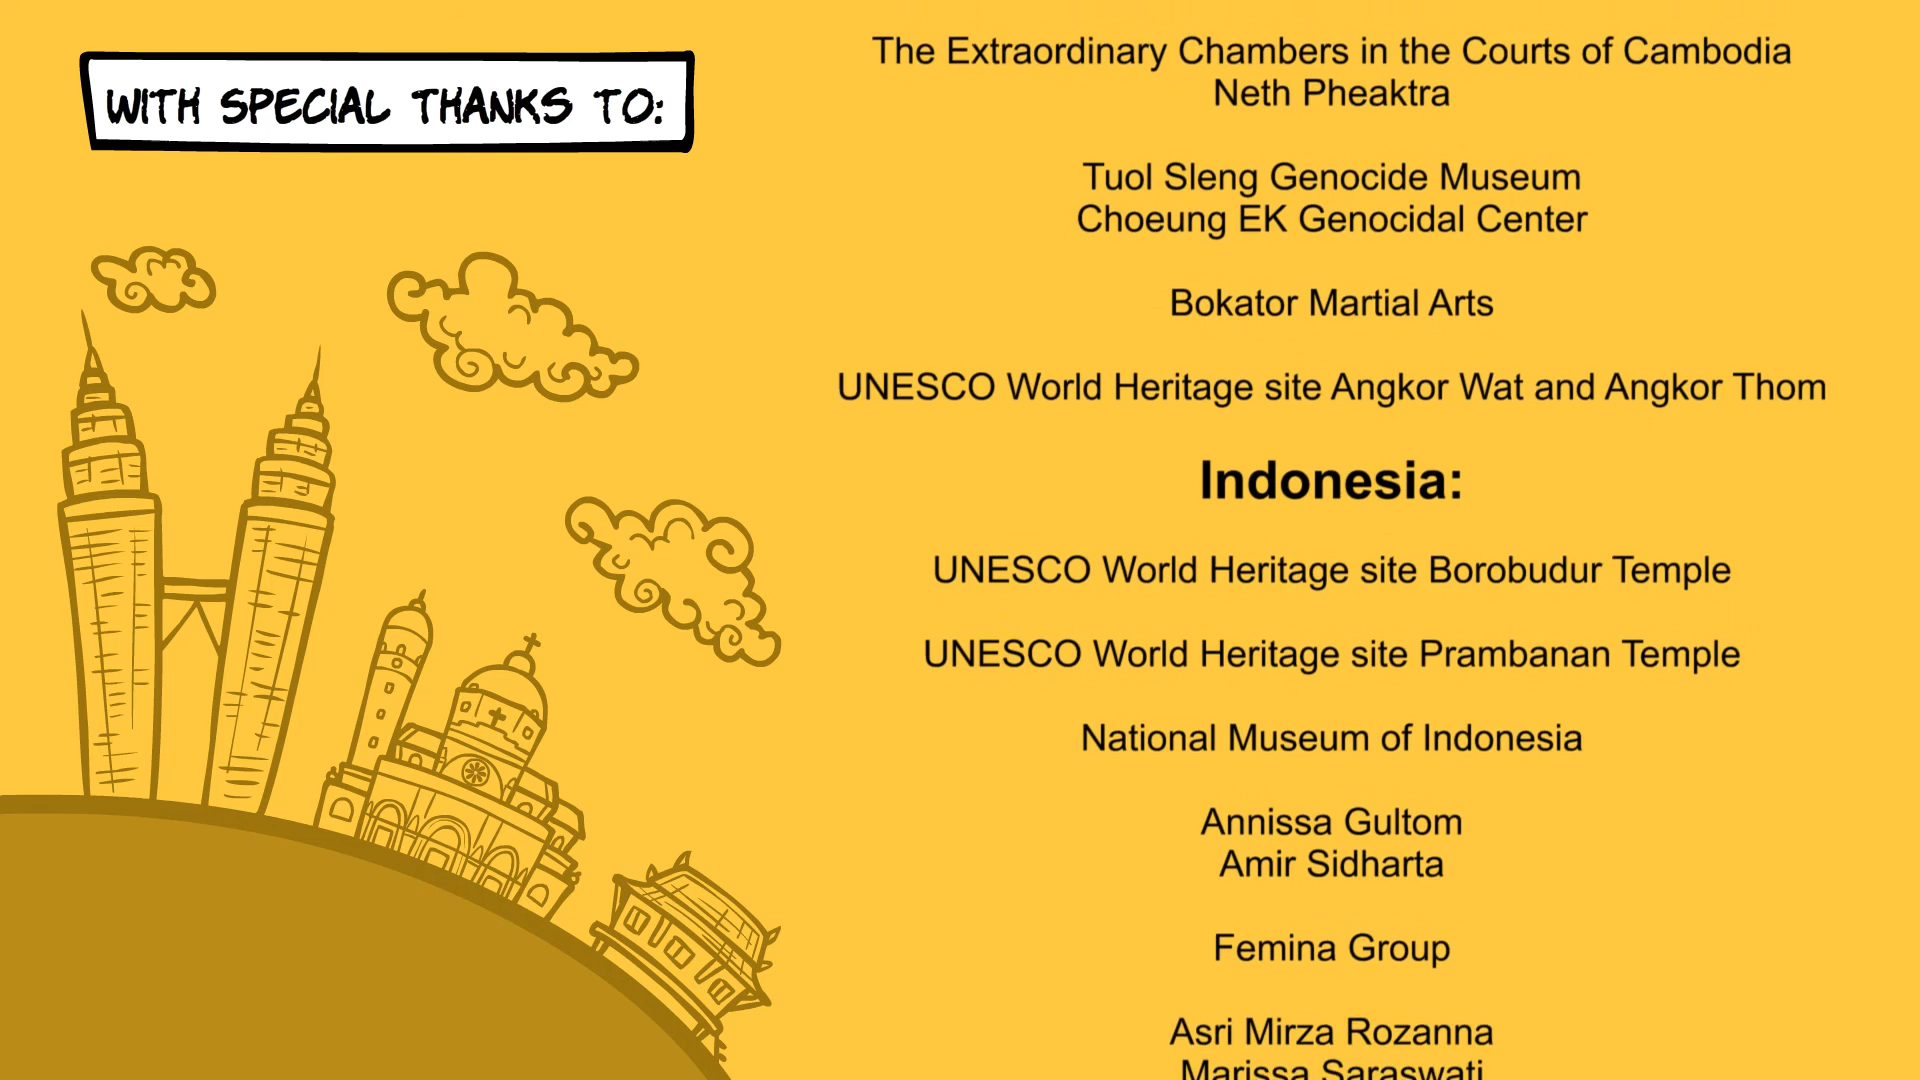 WITH SPECIAL THANKS TO:
The Extraordinary Chambers in the Courts of Cambodia
Neth Pheaktra
Tuol Sleng Genocide Museum
Choeung EK Genocidal Center
Bokator Martial Arts
UNESCO World Heritage site Angkor Wat and Angkor Thom
Indonesia:
UNESCO World Heritage site Borobudur Temple
UNESCO World Heritage site Prambanan Temple
National Museum of Indonesia
Annissa Gultom
Amir Sidharta
Femina Group
Asri Mirza Rozanna
Marissa Saraswati